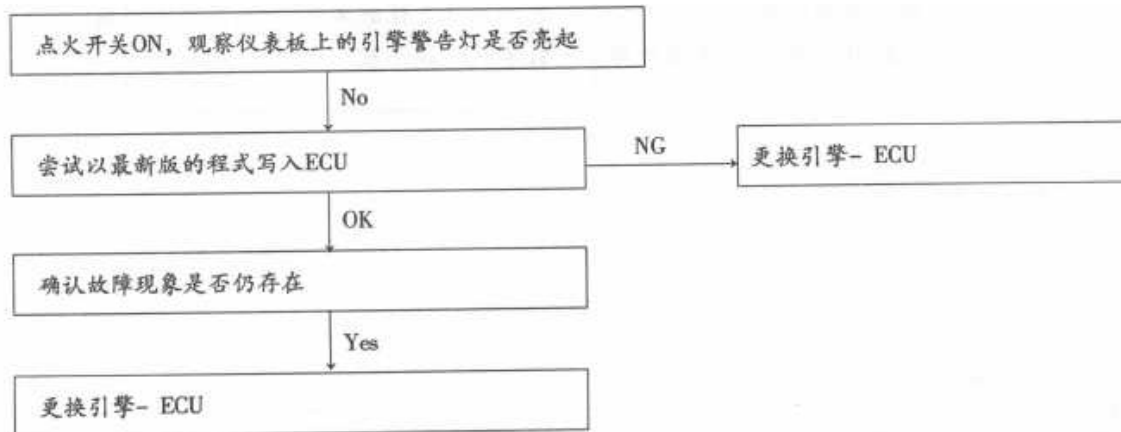 点火开关ON，观察仪表板上的引擎警告灯是否亮起
No
尝试以最新版的程式写入ECU
NG
更换引擎- ECU
OK
确认故障现象是否仍存在
Yes
更换引擎- ECU